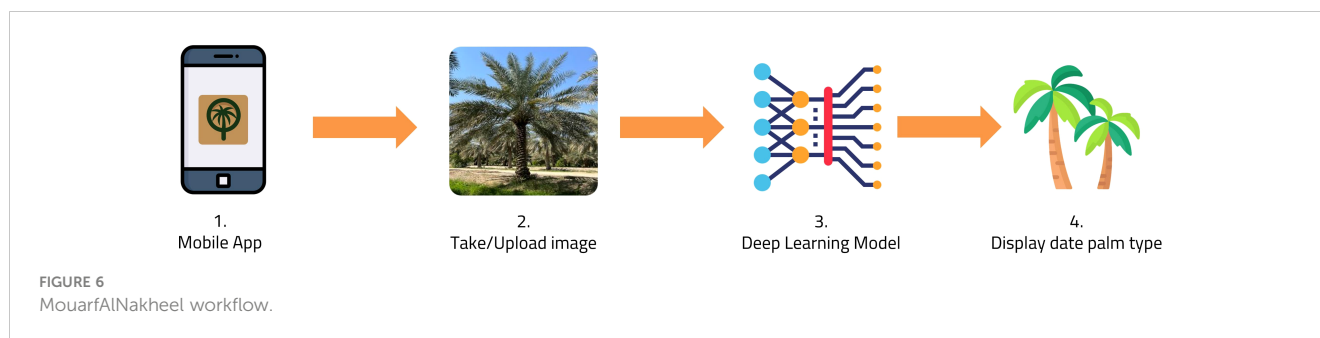 1.
Mobile App
2.
Take/Upload image
3.
Deep Learning Model
4.
Display date palm type
FIGURE 6
MouarfAlNakheel workflow.